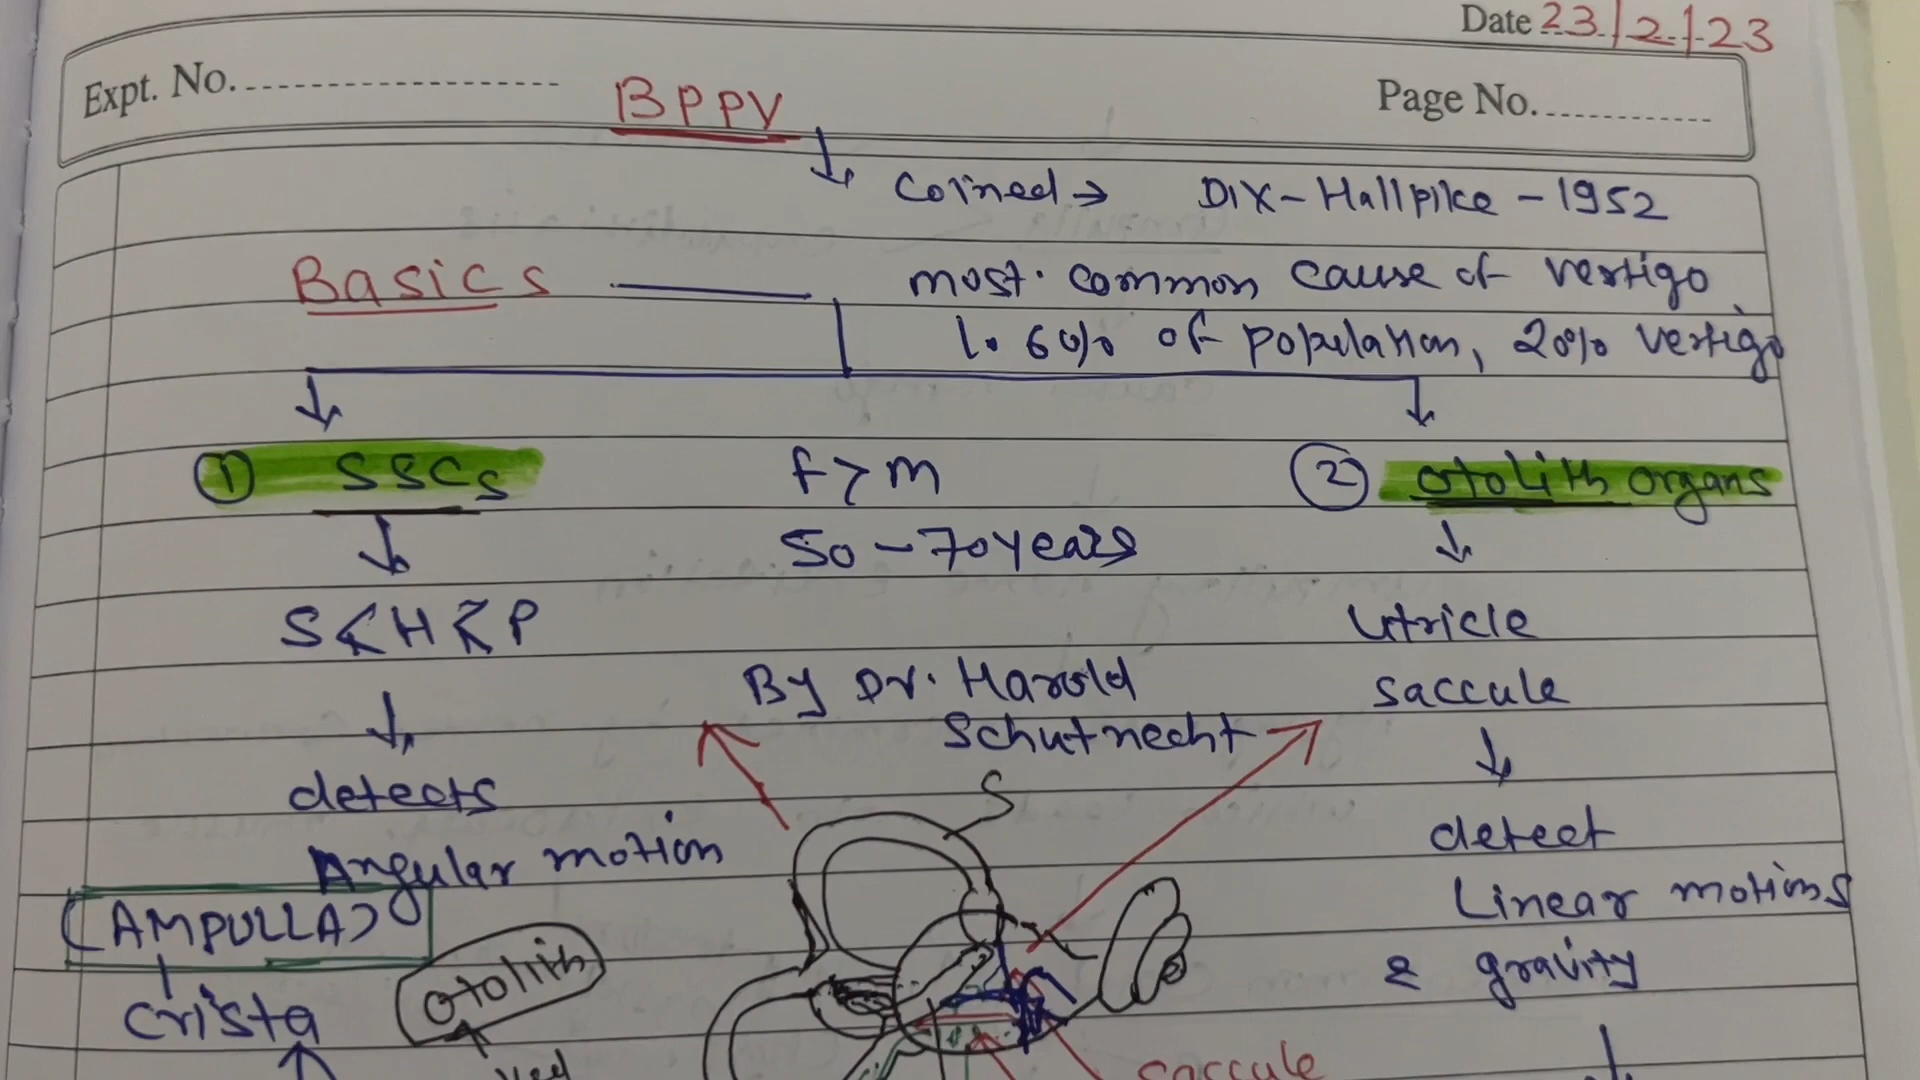 Date 23/2/23
Expt. No.
BPPV
Page No.
coined → DIX-Hallpike - 1952
Basics
most common cause of vertigo
1.60% of population, 20% vertigo
① SSCs
F>M
② otolith organs
50-70 years
S<H<P
Utricle
By Dr. Harold
Schutnecht
saccule
S
detects
Angular motion
detect
Linear motions
& gravity
(AMPULLA)
otolith
crista
saccule